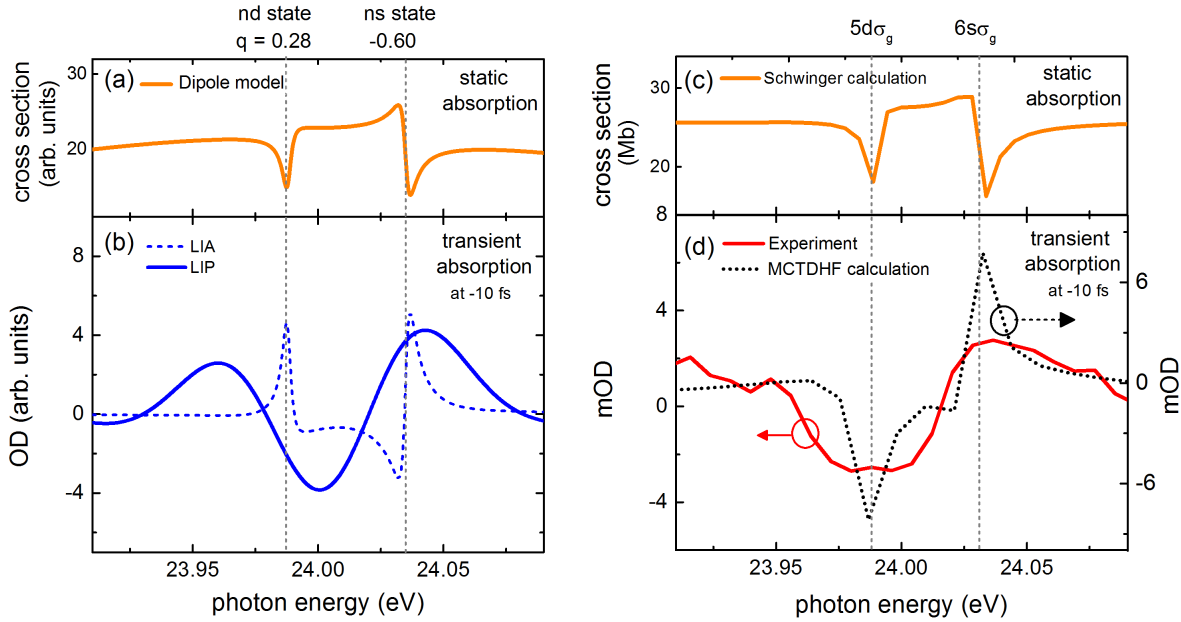 nd state
ns state
q = 0.28
-0.60
5dσg
6sσg
(a)
Dipole model
static
absorption
30
20
cross section
(arb. units)
(b)
LIA
LIP
transient
absorption
at -10 fs
8
4
0
-4
OD (arb. units)
23.95
24.00
24.05
photon energy (eV)
(c)
Schwinger calculation
static
absorption
30
20
8
cross section
(Mb)
(d)
Experiment
MCTDHF calculation
transient
absorption
at -10 fs
4
0
-4
mOD
6
0
-6
mOD
23.95
24.00
24.05
photon energy (eV)